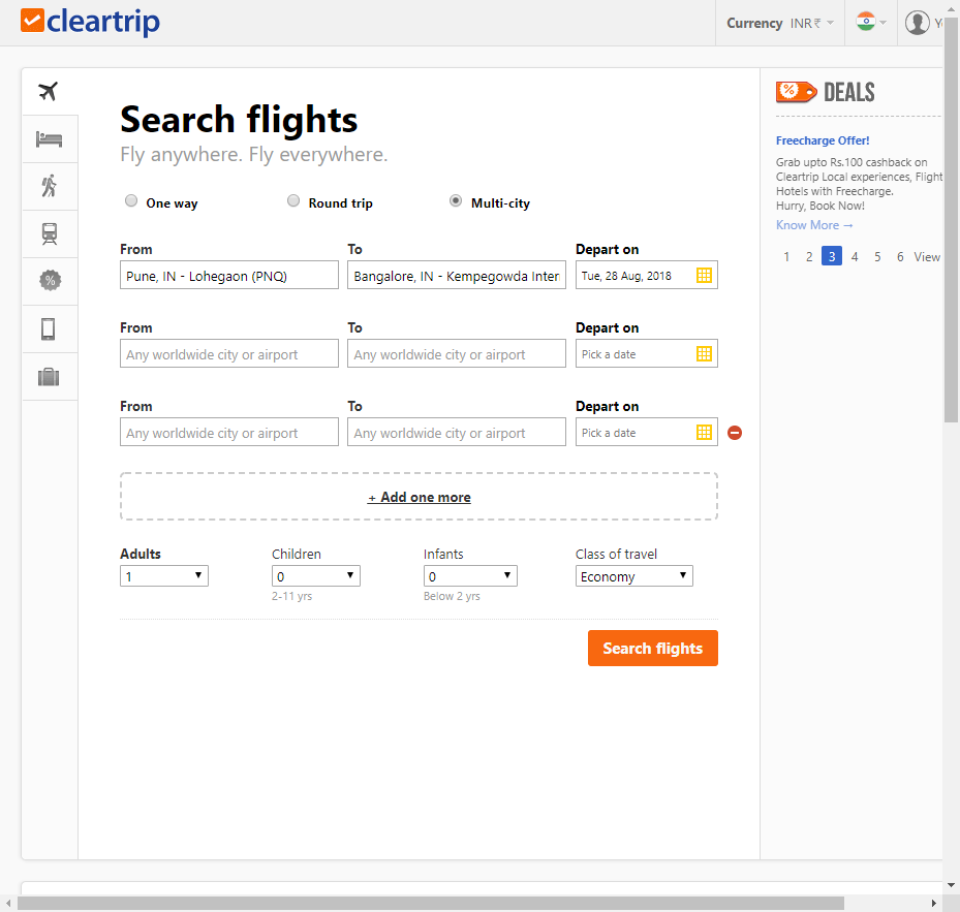 cleartrip
Currency INR ₹
Search flights
Fly anywhere. Fly everywhere.
One way Round trip Multi-city
From To Depart on
Pune, IN - Lohegaon (PNQ) Bangalore, IN - Kempegowda Inter Tue, 28 Aug, 2018
From To Depart on
Any worldwide city or airport Any worldwide city or airport Pick a date
From To Depart on
Any worldwide city or airport Any worldwide city or airport Pick a date
+ Add one more
Adults Children Infants Class of travel
1 0 0 Economy
2-11 yrs Below 2 yrs
Search flights
% DEALS
Freecharge Offer!
Grab upto Rs.100 cashback on
Cleartrip Local experiences, Flight
Hotels with Freecharge.
Hurry, Book Now!
Know More →
1 2 3 4 5 6 View